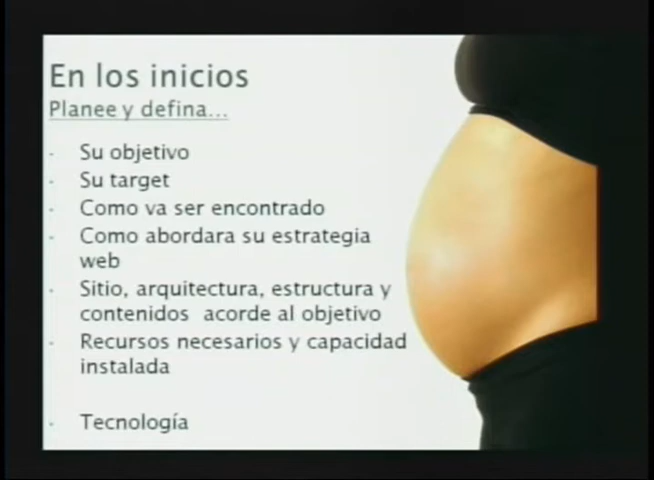 En los inicios
Planee y defina...
· Su objetivo
· Su target
· Como va ser encontrado
· Como abordara su estrategia
web
· Sitio, arquitectura, estructura y
contenidos acorde al objetivo
· Recursos necesarios y capacidad
instalada
· Tecnología